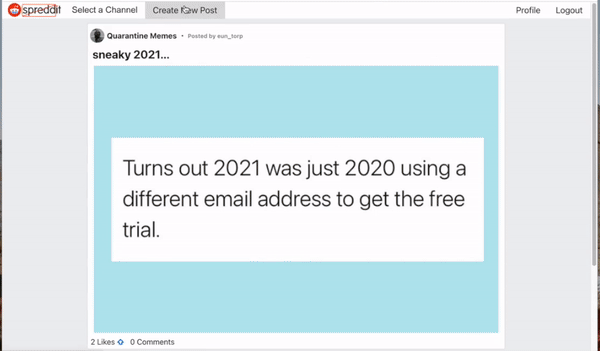 spreddit Select a Channel Create New Post Profile Logout
Quarantine Memes • Posted by eun_torp
sneaky 2021...
Turns out 2021 was just 2020 using a
different email address to get the free
trial.
2 Likes 0 Comments